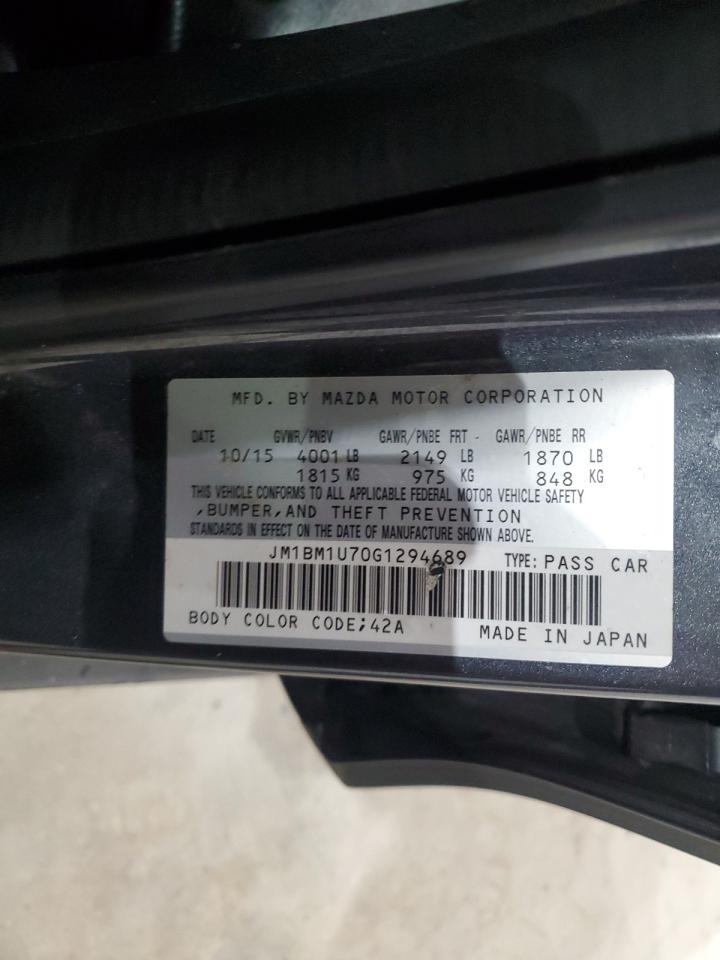 MFD. BY MAZDA MOTOR CORPORATION
DATE GVWR/PNBV GAWR/PNBE FRT - GAWR/PNBE RR
10/15 4001 LB 2149 LB 1870 LB
1815 KG 975 KG 848 KG
THIS VEHICLE CONFORMS TO ALL APPLICABLE FEDERAL MOTOR VEHICLE SAFETY
,BUMPER,AND THEFT PREVENTION
STANDARDS IN EFFECT ON THE DATE OF MANUFACTURE SHOWN ABOVE.
JM1BM1U70G1294689 TYPE: PASS CAR
BODY COLOR CODE;42A MADE IN JAPAN